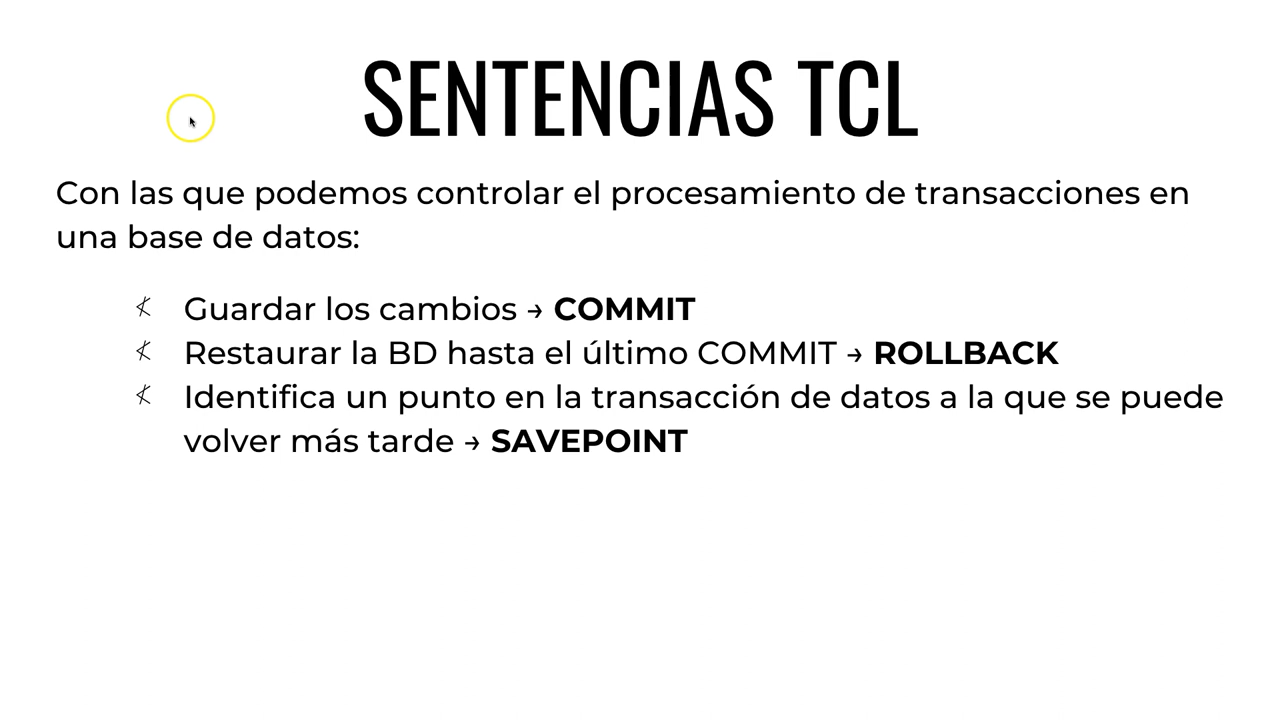 SENTENCIAS TCL
Con las que podemos controlar el procesamiento de transacciones en
una base de datos:
Guardar los cambios → COMMIT
Restaurar la BD hasta el último COMMIT → ROLLBACK
Identifica un punto en la transacción de datos a la que se puede
volver más tarde → SAVEPOINT